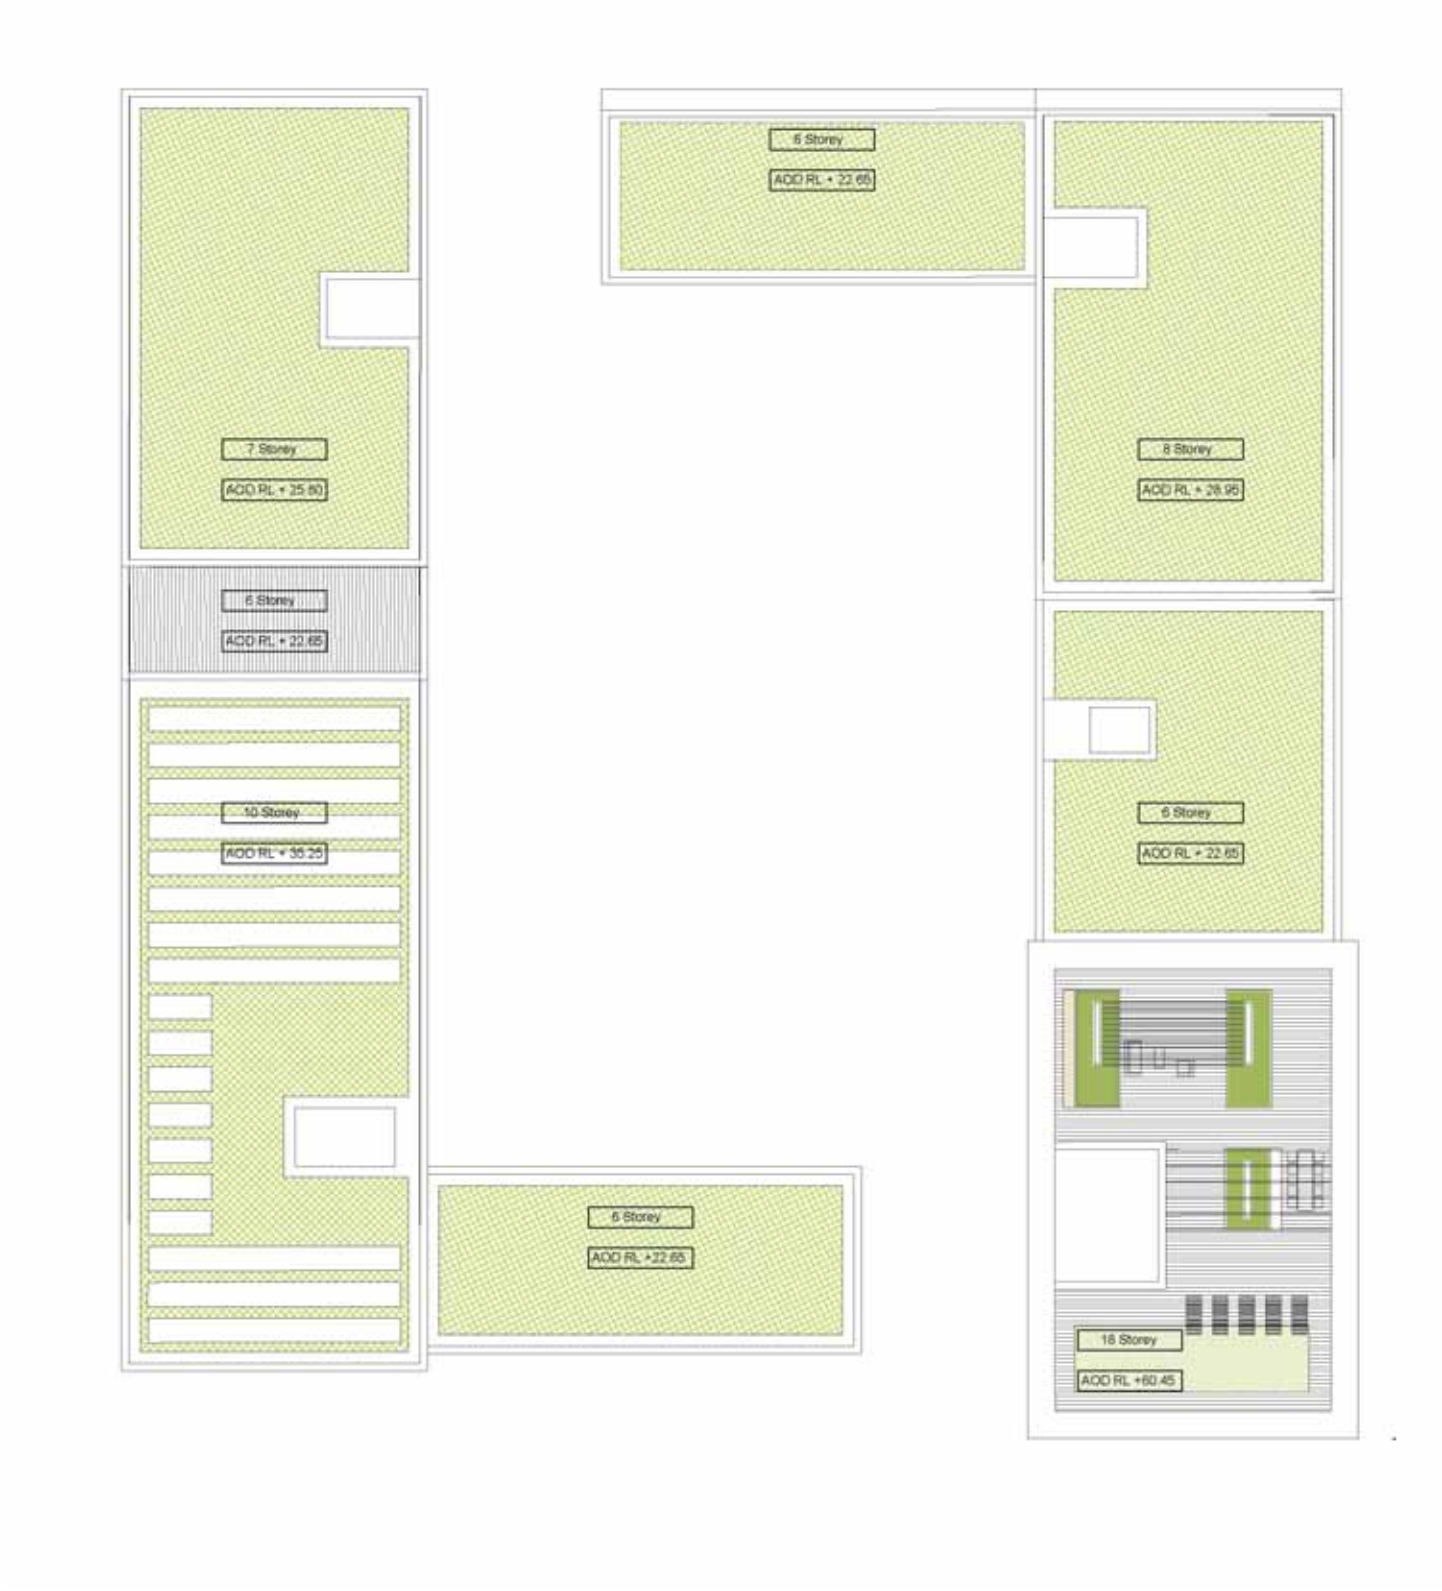 6 Storey
AOD RL + 22.65
7 Storey
AOD RL + 25.80
8 Storey
AOD RL + 28.95
6 Storey
AOD RL + 22.65
10 Storey
AOD RL + 35.25
6 Storey
AOD RL + 22.65
6 Storey
AOD RL +22.65
18 Storey
AOD RL +60.45